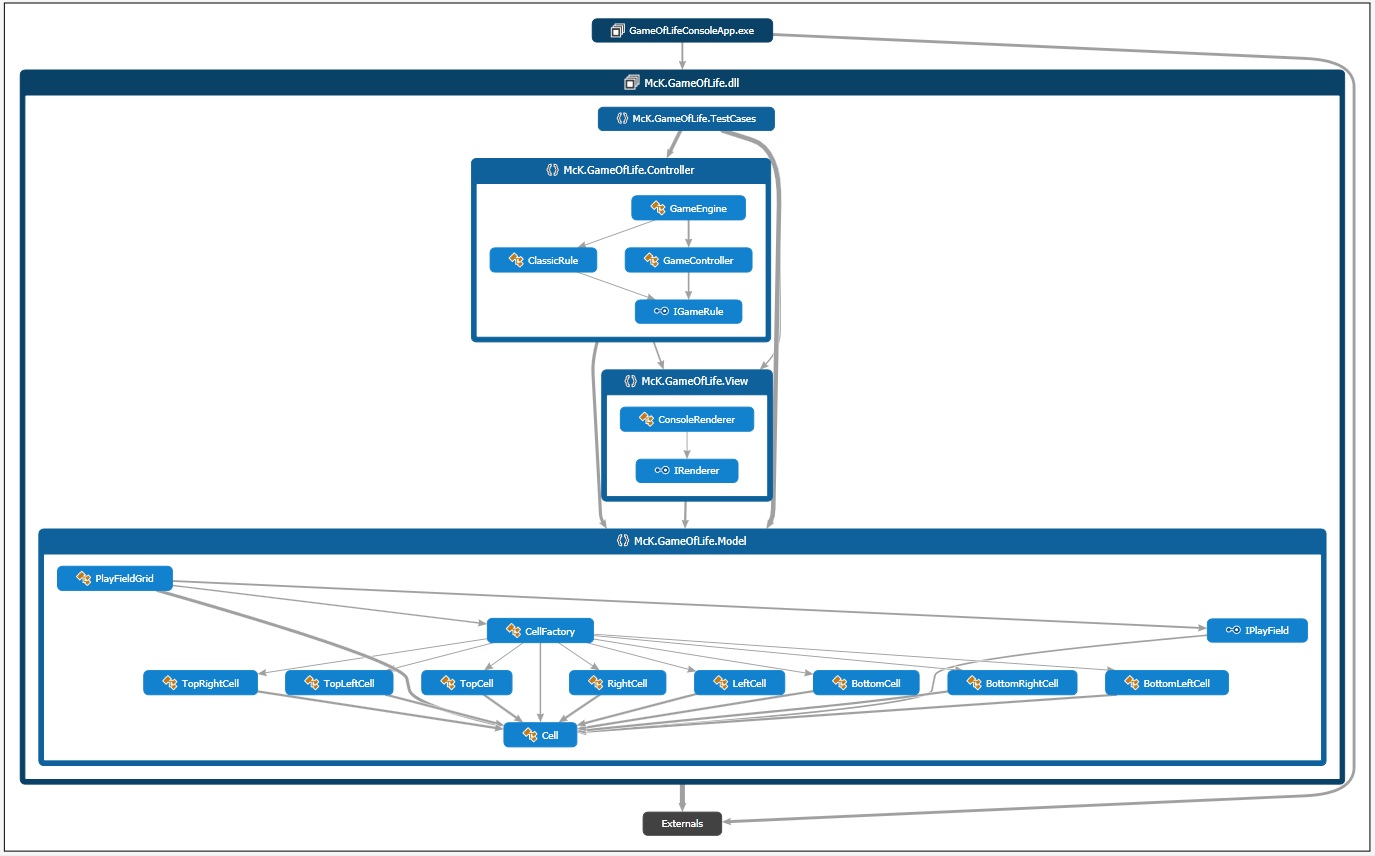 GameOfLifeConsoleApp.exe
McK.GameOfLife.dll
McK.GameOfLife.TestCases
McK.GameOfLife.Controller
GameEngine
ClassicRule
GameController
IGameRule
McK.GameOfLife.View
ConsoleRenderer
IRenderer
McK.GameOfLife.Model
PlayFieldGrid
CellFactory
IPlayField
TopRightCell
TopLeftCell
TopCell
RightCell
LeftCell
BottomCell
BottomRightCell
BottomLeftCell
Cell
Externals